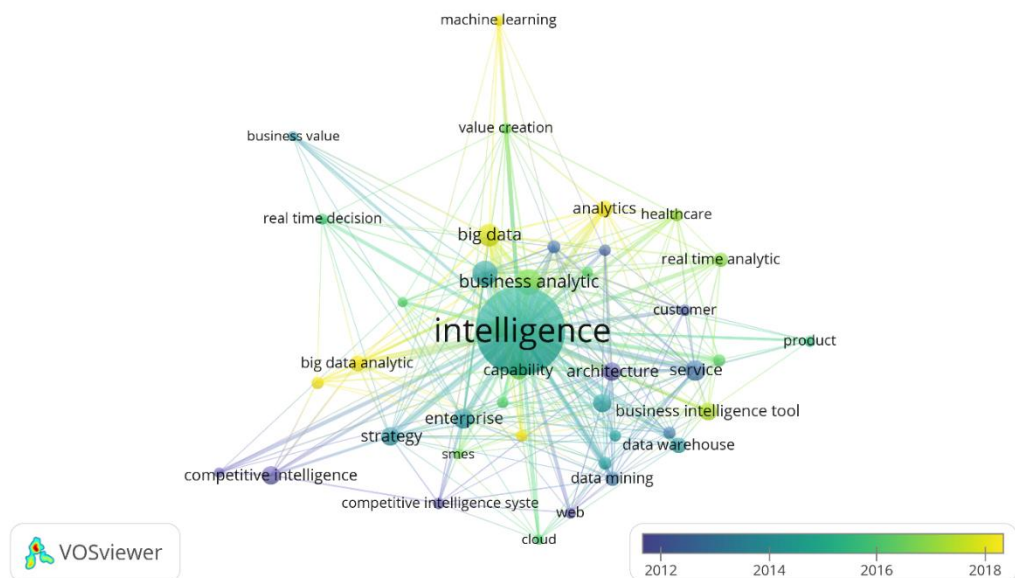 machine learning
value creation
business value
analytics
healthcare
real time decision
big data
real time analytic
business analytic
customer
intelligence
product
big data analytic
capability
architecture
service
business intelligence tool
enterprise
strategy
data warehouse
smes
competitive intelligence
data mining
competitive intelligence syste
web
cloud
VOSviewer
2012 2014 2016 2018